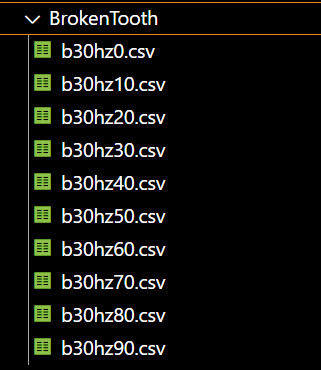 BrokenTooth
b30hz0.csv
b30hz10.csv
b30hz20.csv
b30hz30.csv
b30hz40.csv
b30hz50.csv
b30hz60.csv
b30hz70.csv
b30hz80.csv
b30hz90.csv